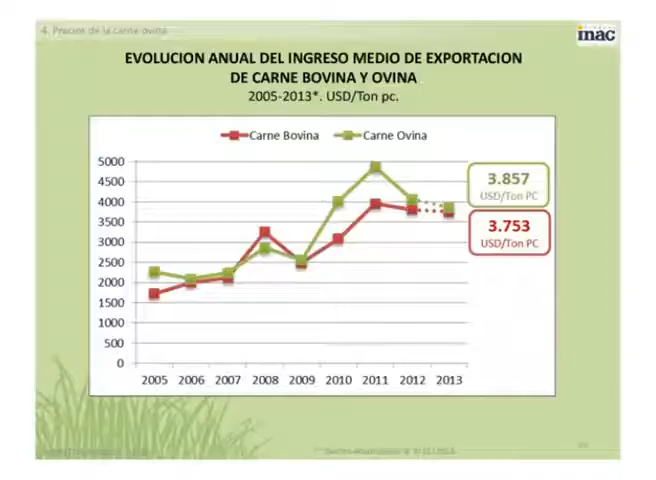 4. Precios de la carne ovina
inac
EVOLUCION ANUAL DEL INGRESO MEDIO DE EXPORTACION
DE CARNE BOVINA Y OVINA
2005-2013*. USD/Ton pc.
Carne Bovina Carne Ovina
5000
4500
4000
3500
3000
2500
2000
1500
1000
500
0
2005 2006 2007 2008 2009 2010 2011 2012 2013
3.857
USD/Ton PC
3.753
USD/Ton PC